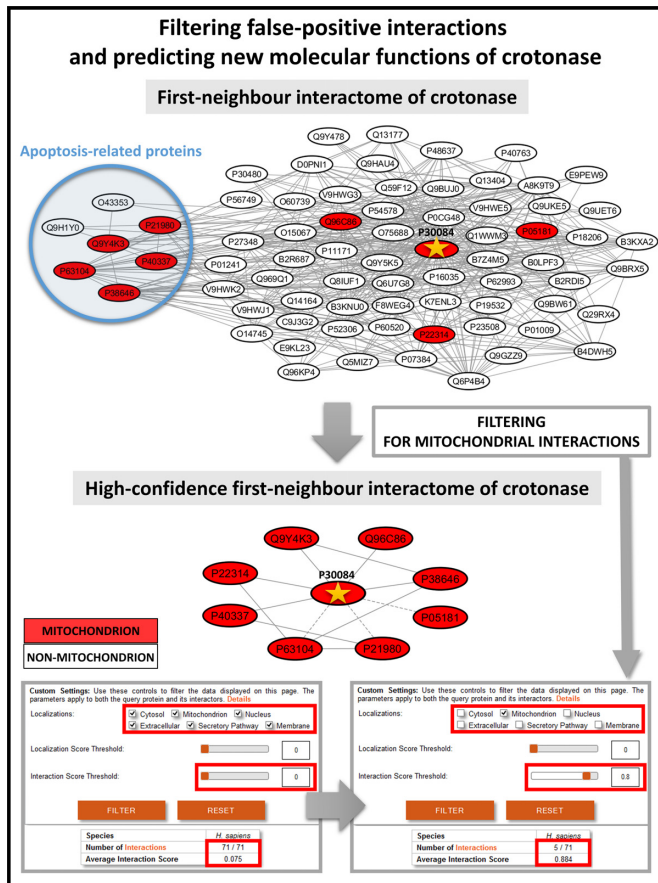 Filtering false-positive interactions
and predicting new molecular functions of crotonase
First-neighbour interactome of crotonase
Apoptosis-related proteins
Q9Y478
Q13177
P48637
P40763
P30480
D0PNI1
Q9HAU4
Q13404
E9PEW9
A8K9T9
P56749
O60739
V9HWG3
Q59F12
Q9BUJ0
Q9UKE5
Q9UET6
O43353
P21980
Q9H1Y0
Q9Y4K3
P40337
P63104
P38646
Q96C86
P54578
P0CG48
V9HWE5
P05181
O15067
O75688
P30084
Q1WWM3
P18206
B3KXA2
P27348
P11171
B2R687
Q9Y5K5
B7Z4M5
B0LPF3
Q9BRX5
P01241
Q969Q1
Q8IUF1
Q6U7G8
P16035
P62993
B2RDI5
V9HWK2
Q14164
B3KNU0
F8WEG4
K7ENL3
P19532
Q9BW61
Q29RX4
V9HWJ1
C9J3G2
P52306
P60520
P22314
P23508
P01009
O14745
E9KL23
Q5MIZ7
P07384
Q9GZZ9
B4DWH5
Q96KP4
Q6P4B4
FILTERING
FOR MITOCHONDRIAL INTERACTIONS
High-confidence first-neighbour interactome of crotonase
Q9Y4K3
Q96C86
P30084
P22314
P38646
P40337
P05181
P63104
P21980
MITOCHONDRION
NON-MITOCHONDRION
Custom Settings: Use these controls to filter the data displayed on this page. The
parameters apply to both the query protein and its interactors. Details
Localizations:
Cytosol Mitochondrion Nucleus
Extracellular Secretory Pathway Membrane
Localization Score Threshold:
0
Interaction Score Threshold:
0
FILTER RESET
Species H. sapiens
Number of Interactions 71 / 71
Average Interaction Score 0.075
Custom Settings: Use these controls to filter the data displayed on this page. The
parameters apply to both the query protein and its interactors. Details
Localizations:
Cytosol Mitochondrion Nucleus
Extracellular Secretory Pathway Membrane
Localization Score Threshold:
0
Interaction Score Threshold:
0.8
FILTER RESET
Species H. sapiens
Number of Interactions 5 / 71
Average Interaction Score 0.884